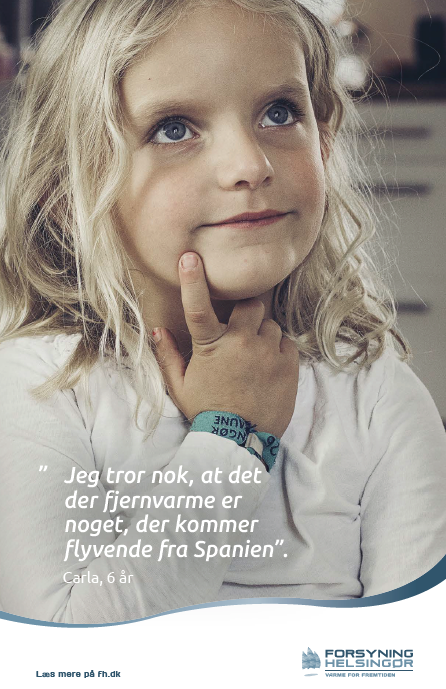 " Jeg tror nok, at det
der fjernvarme er
noget, der kommer
flyvende fra Spanien".
Carla, 6 år
FORSYNING
HELSINGØR
VARME FOR FREMTIDEN
Læs mere på fh.dk